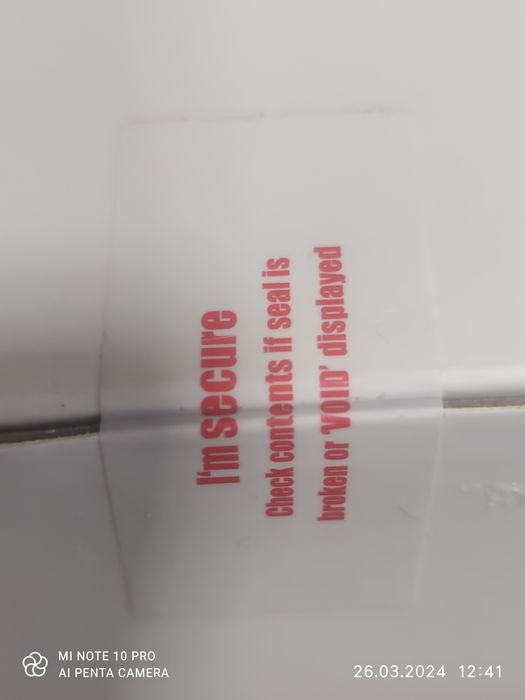 I'm secure
Check contents if seal is
broken or 'VOID' displayed
MI NOTE 10 PRO
AI PENTA CAMERA
26.03.2024 12:41